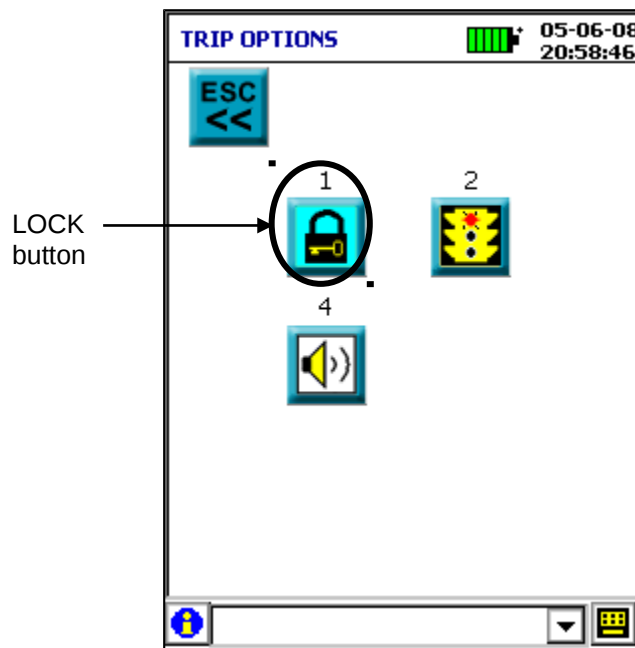 TRIP OPTIONS
05-06-08
20:58:46
ESC
<<
1
2
LOCK
button
4